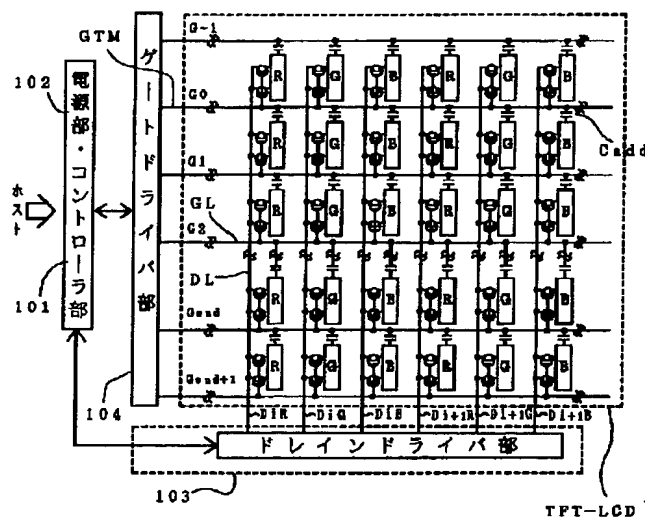 G-1
GTM
102
G0
Cadd
G1
GL
G2
DL
101
Gend
Gend+1
104
ホスト
電源部・コントローラ部
ゲートドライバ部
R G B R G B
R G B R G B
R G B R G B
R G B R G B
R G B R G B
DiR DiG DiB Di+1R Di+1G Di+1B
ドレインドライバ部
103
TFT-LCD